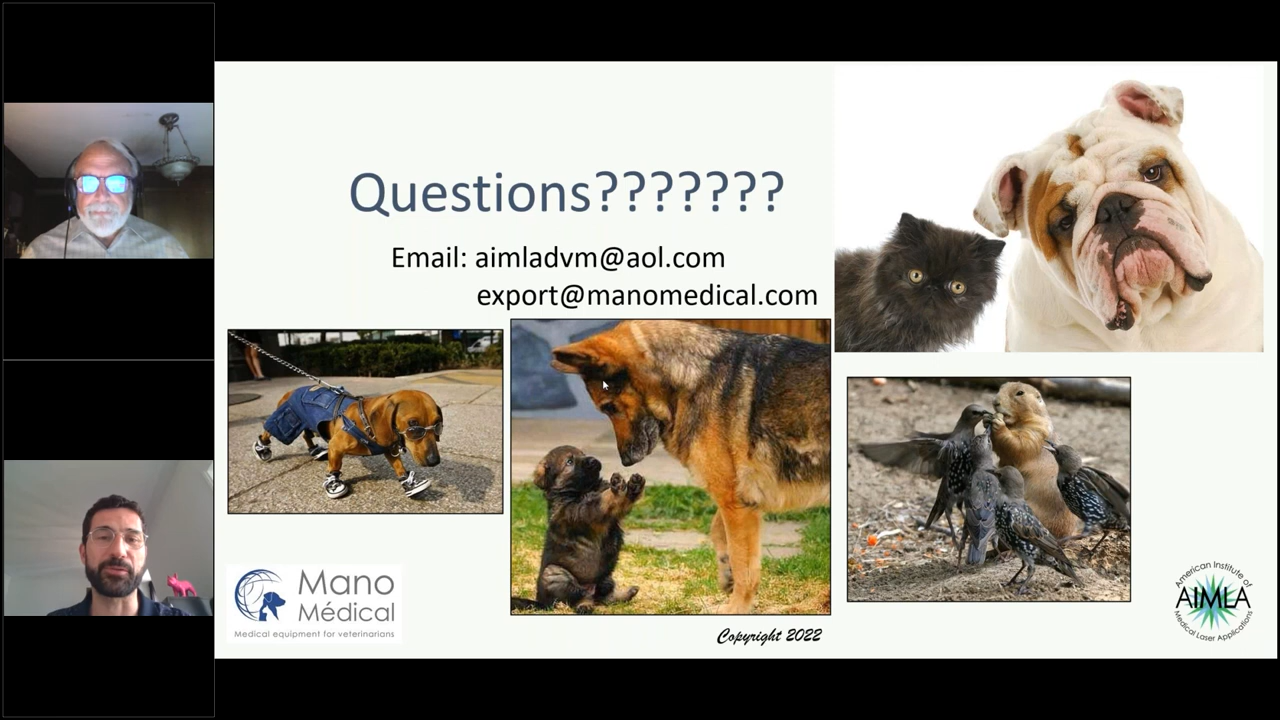 Questions???????
Email: aimladvm@aol.com
export@manomedical.com
Mano
Médical
Medical equipment for veterinarians
Copyright 2022
American Institute of
AIMLA
Medical Laser Applications